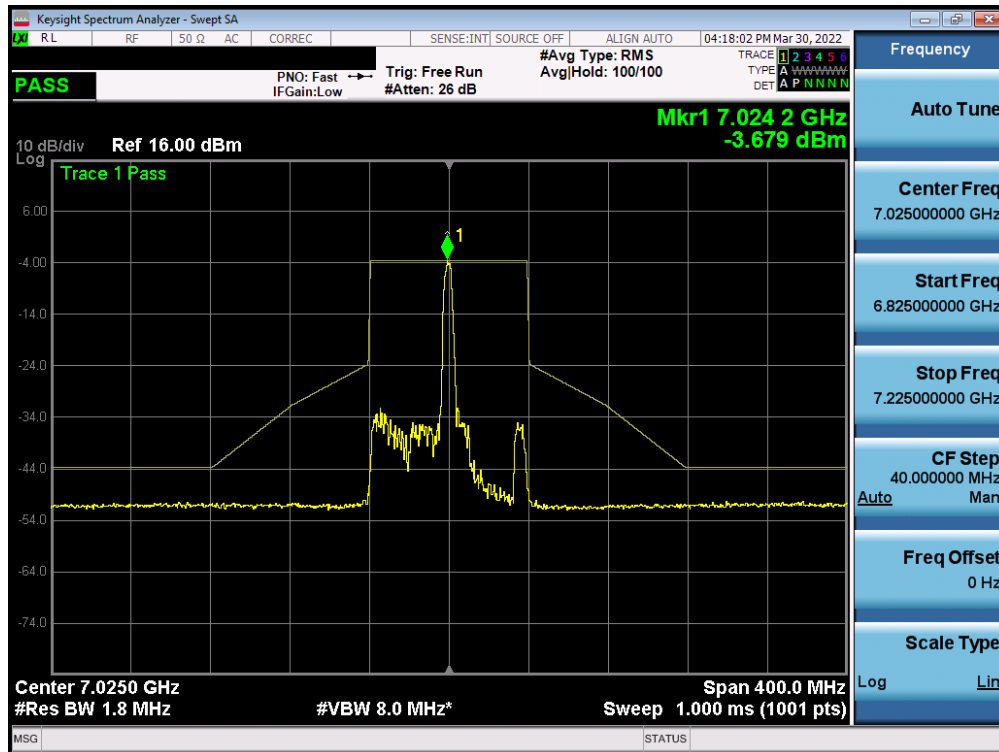 Keysight Spectrum Analyzer - Swept SA
LXI RL RF 50 Ω AC CORREC SENSE:INT SOURCE OFF ALIGN AUTO 04:18:02 PM Mar 30, 2022
PASS
PNO: Fast
IFGain:Low
Trig: Free Run
#Atten: 26 dB
#Avg Type: RMS
Avg|Hold: 100/100
TRACE 1 2 3 4 5 6
TYPE A WWWWW
DET A P N N N N
Mkr1 7.024 2 GHz
-3.679 dBm
10 dB/div Ref 16.00 dBm
Log
Trace 1 Pass
1
6.00
-4.00
-14.0
-24.0
-34.0
-44.0
-54.0
-64.0
-74.0
Center 7.0250 GHz Span 400.0 MHz
#Res BW 1.8 MHz #VBW 8.0 MHz* Sweep 1.000 ms (1001 pts)
MSG STATUS
Frequency
Auto Tune
Center Freq
7.025000000 GHz
Start Freq
6.825000000 GHz
Stop Freq
7.225000000 GHz
CF Step
40.000000 MHz
Auto Man
Freq Offset
0 Hz
Scale Type
Log Lin